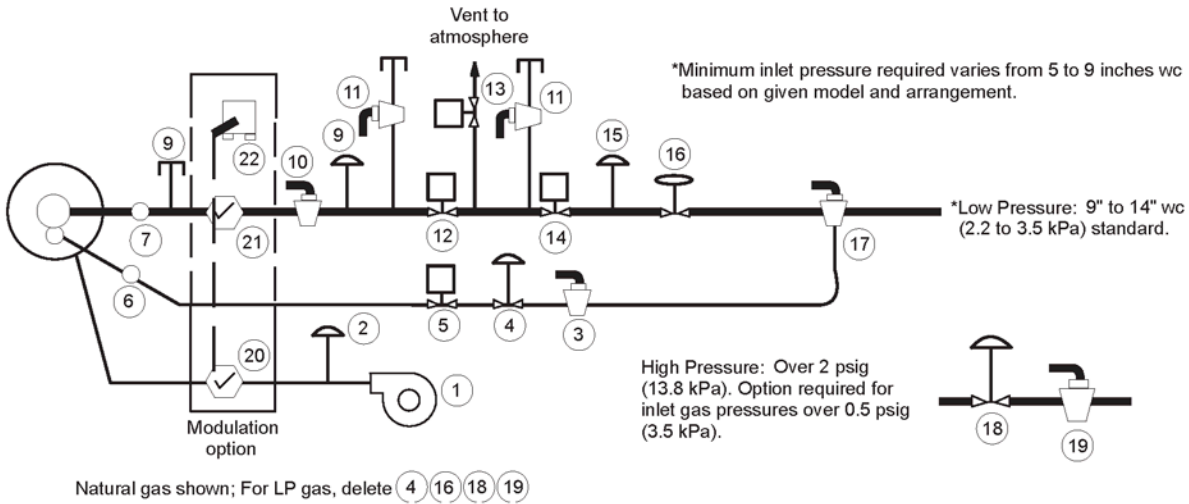 Vent to
atmosphere
*Minimum inlet pressure required varies from 5 to 9 inches wc
based on given model and arrangement.
11
13
11
9
22
10
9
15
16
*Low Pressure: 9" to 14" wc
(2.2 to 3.5 kPa) standard.
7
21
12
14
17
6
5
4
3
20
2
1
High Pressure: Over 2 psig
(13.8 kPa). Option required for
inlet gas pressures over 0.5 psig
(3.5 kPa).
18
19
Modulation
option
Natural gas shown; For LP gas, delete 4 16 18 19